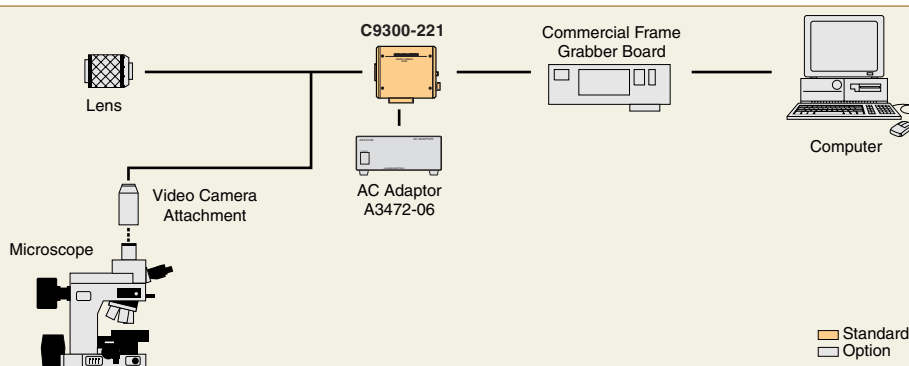 C9300-221
Commercial Frame
Grabber Board
Lens
Computer
AC Adaptor
A3472-06
Video Camera
Attachment
Microscope
Standard
Option